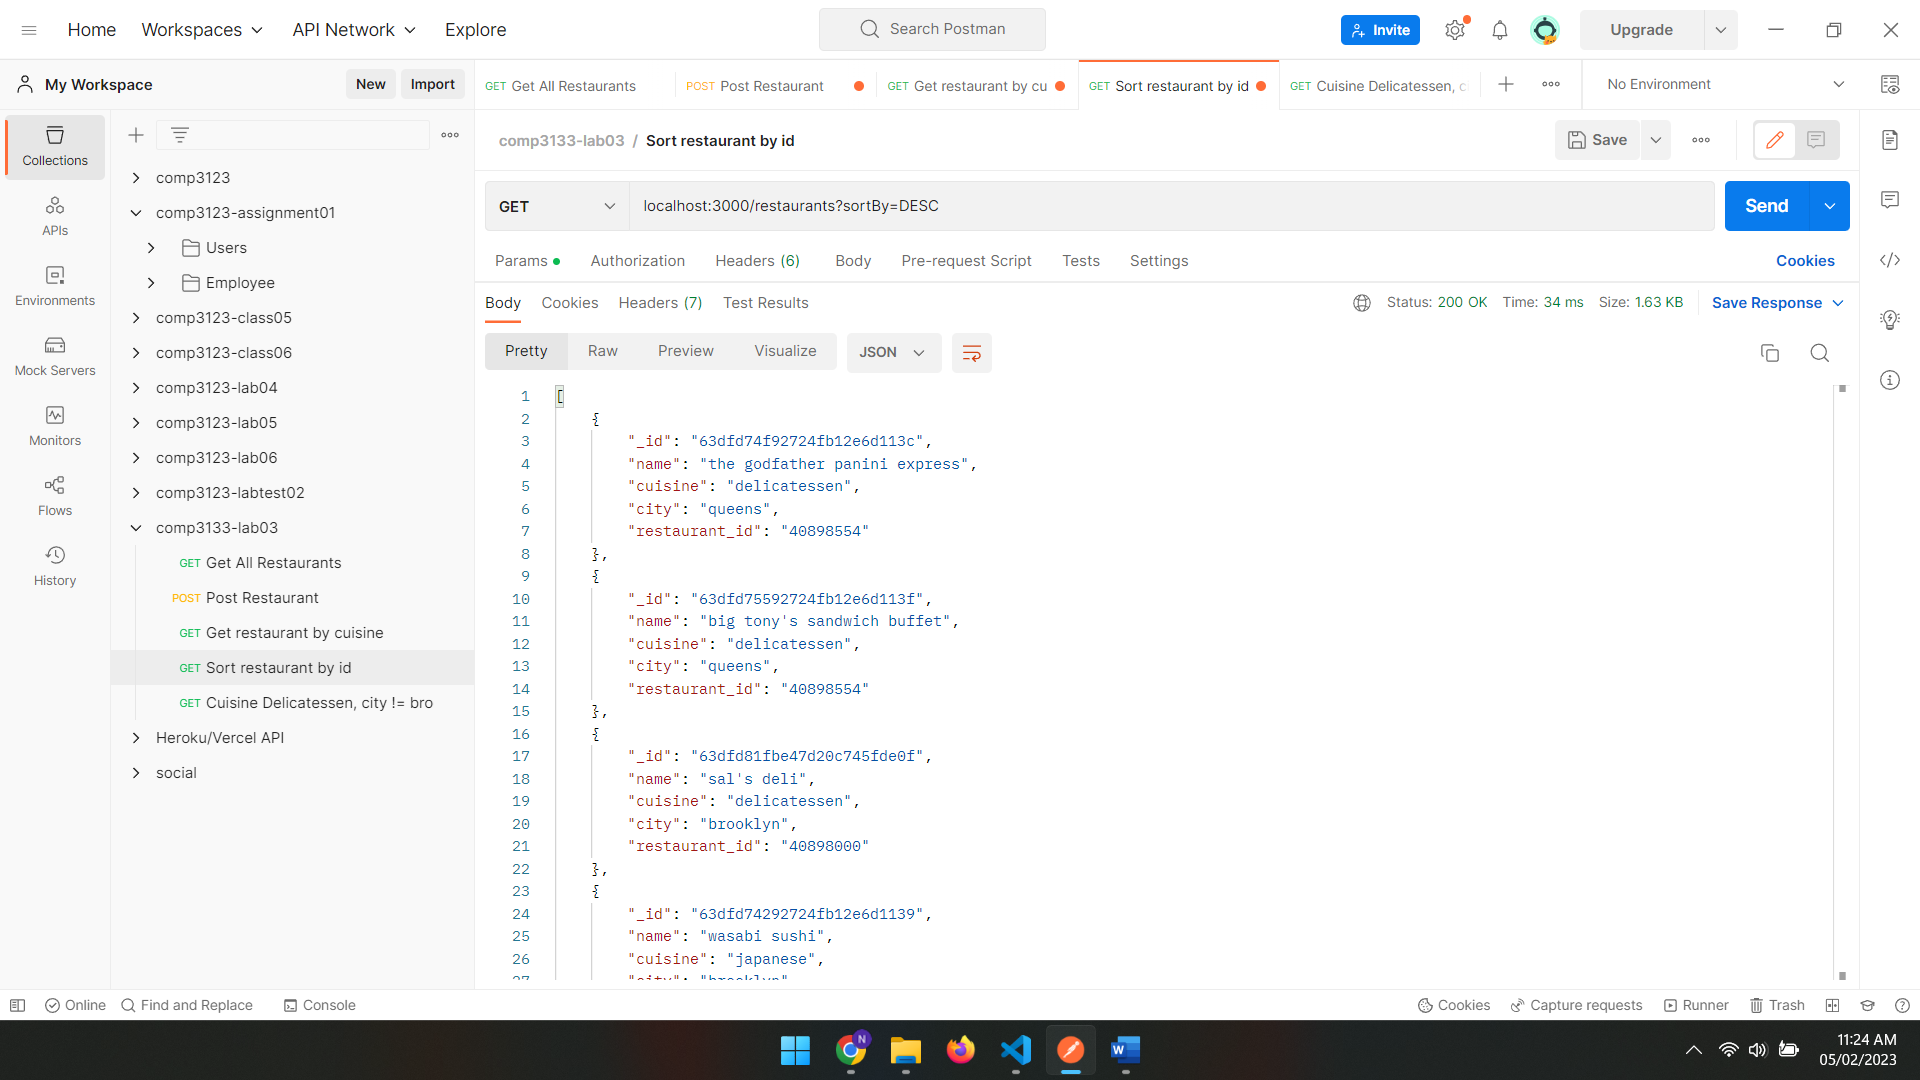 Home
Workspaces
API Network
Explore
Search Postman
Invite
Upgrade
My Workspace
New
Import
GET Get All Restaurants
POST Post Restaurant
GET Get restaurant by cu
GET Sort restaurant by id
GET Cuisine Delicatessen, c
No Environment
Collections
APIs
Environments
Mock Servers
Monitors
Flows
History
comp3123
comp3123-assignment01
Users
Employee
comp3123-class05
comp3123-class06
comp3123-lab04
comp3123-lab05
comp3123-lab06
comp3123-labtest02
comp3133-lab03
GET Get All Restaurants
POST Post Restaurant
GET Get restaurant by cuisine
GET Sort restaurant by id
GET Cuisine Delicatessen, city != bro
Heroku/Vercel API
social
comp3133-lab03 / Sort restaurant by id
Save
GET
localhost:3000/restaurants?sortBy=DESC
Send
Params
Authorization
Headers (6)
Body
Pre-request Script
Tests
Settings
Cookies
Body
Cookies
Headers (7)
Test Results
Status: 200 OK Time: 34 ms Size: 1.63 KB
Save Response
Pretty
Raw
Preview
Visualize
JSON
1 [
2 {
3 "_id": "63dfd74f92724fb12e6d113c",
4 "name": "the godfather panini express",
5 "cuisine": "delicatessen",
6 "city": "queens",
7 "restaurant_id": "40898554"
8 },
9 {
10 "_id": "63dfd75592724fb12e6d113f",
11 "name": "big tony's sandwich buffet",
12 "cuisine": "delicatessen",
13 "city": "queens",
14 "restaurant_id": "40898554"
15 },
16 {
17 "_id": "63dfd81fbe47d20c745fde0f",
18 "name": "sal's deli",
19 "cuisine": "delicatessen",
20 "city": "brooklyn",
21 "restaurant_id": "40898000"
22 },
23 {
24 "_id": "63dfd74292724fb12e6d1139",
25 "name": "wasabi sushi",
26 "cuisine": "japanese",
27 "city": "brooklyn"
Online
Find and Replace
Console
Cookies
Capture requests
Runner
Trash
N
W
11:24 AM
05/02/2023